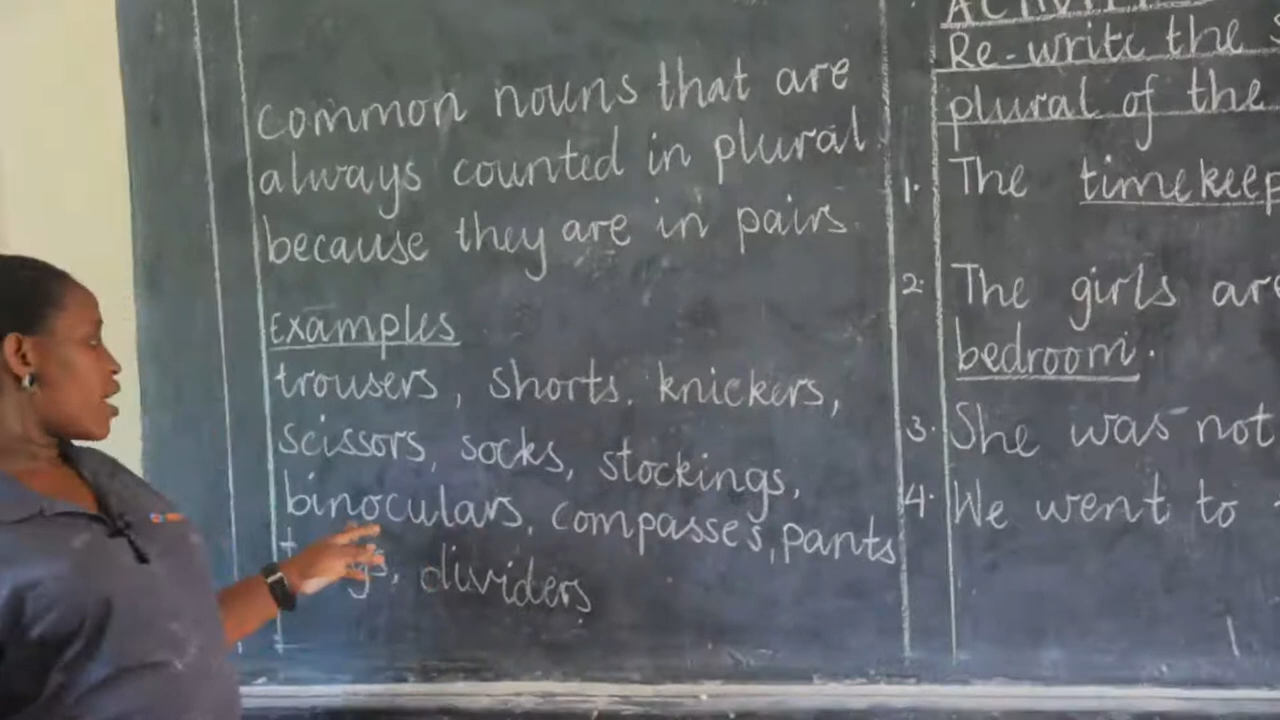 common nouns that are
always counted in plural
because they are in pairs.
Examples
trousers, shorts, knickers,
scissors, socks, stockings,
binoculars, compasses, pants
dividers
Re-write the
plural of the
1. The
2. The girls are
bedroom.
3. She was not
4. We went to